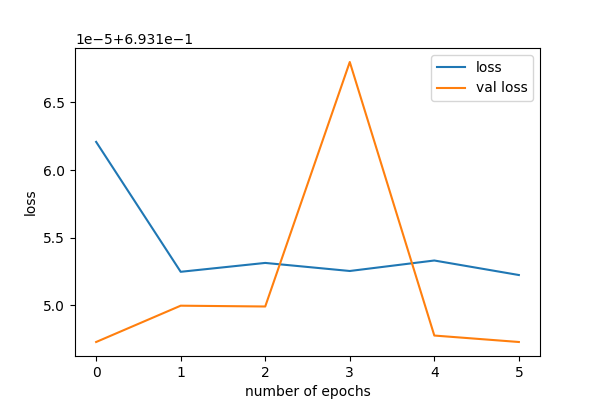 1e−5+6.931e−1
loss
val loss
6.5
6.0
5.5
5.0
loss
0 1 2 3 4 5
number of epochs